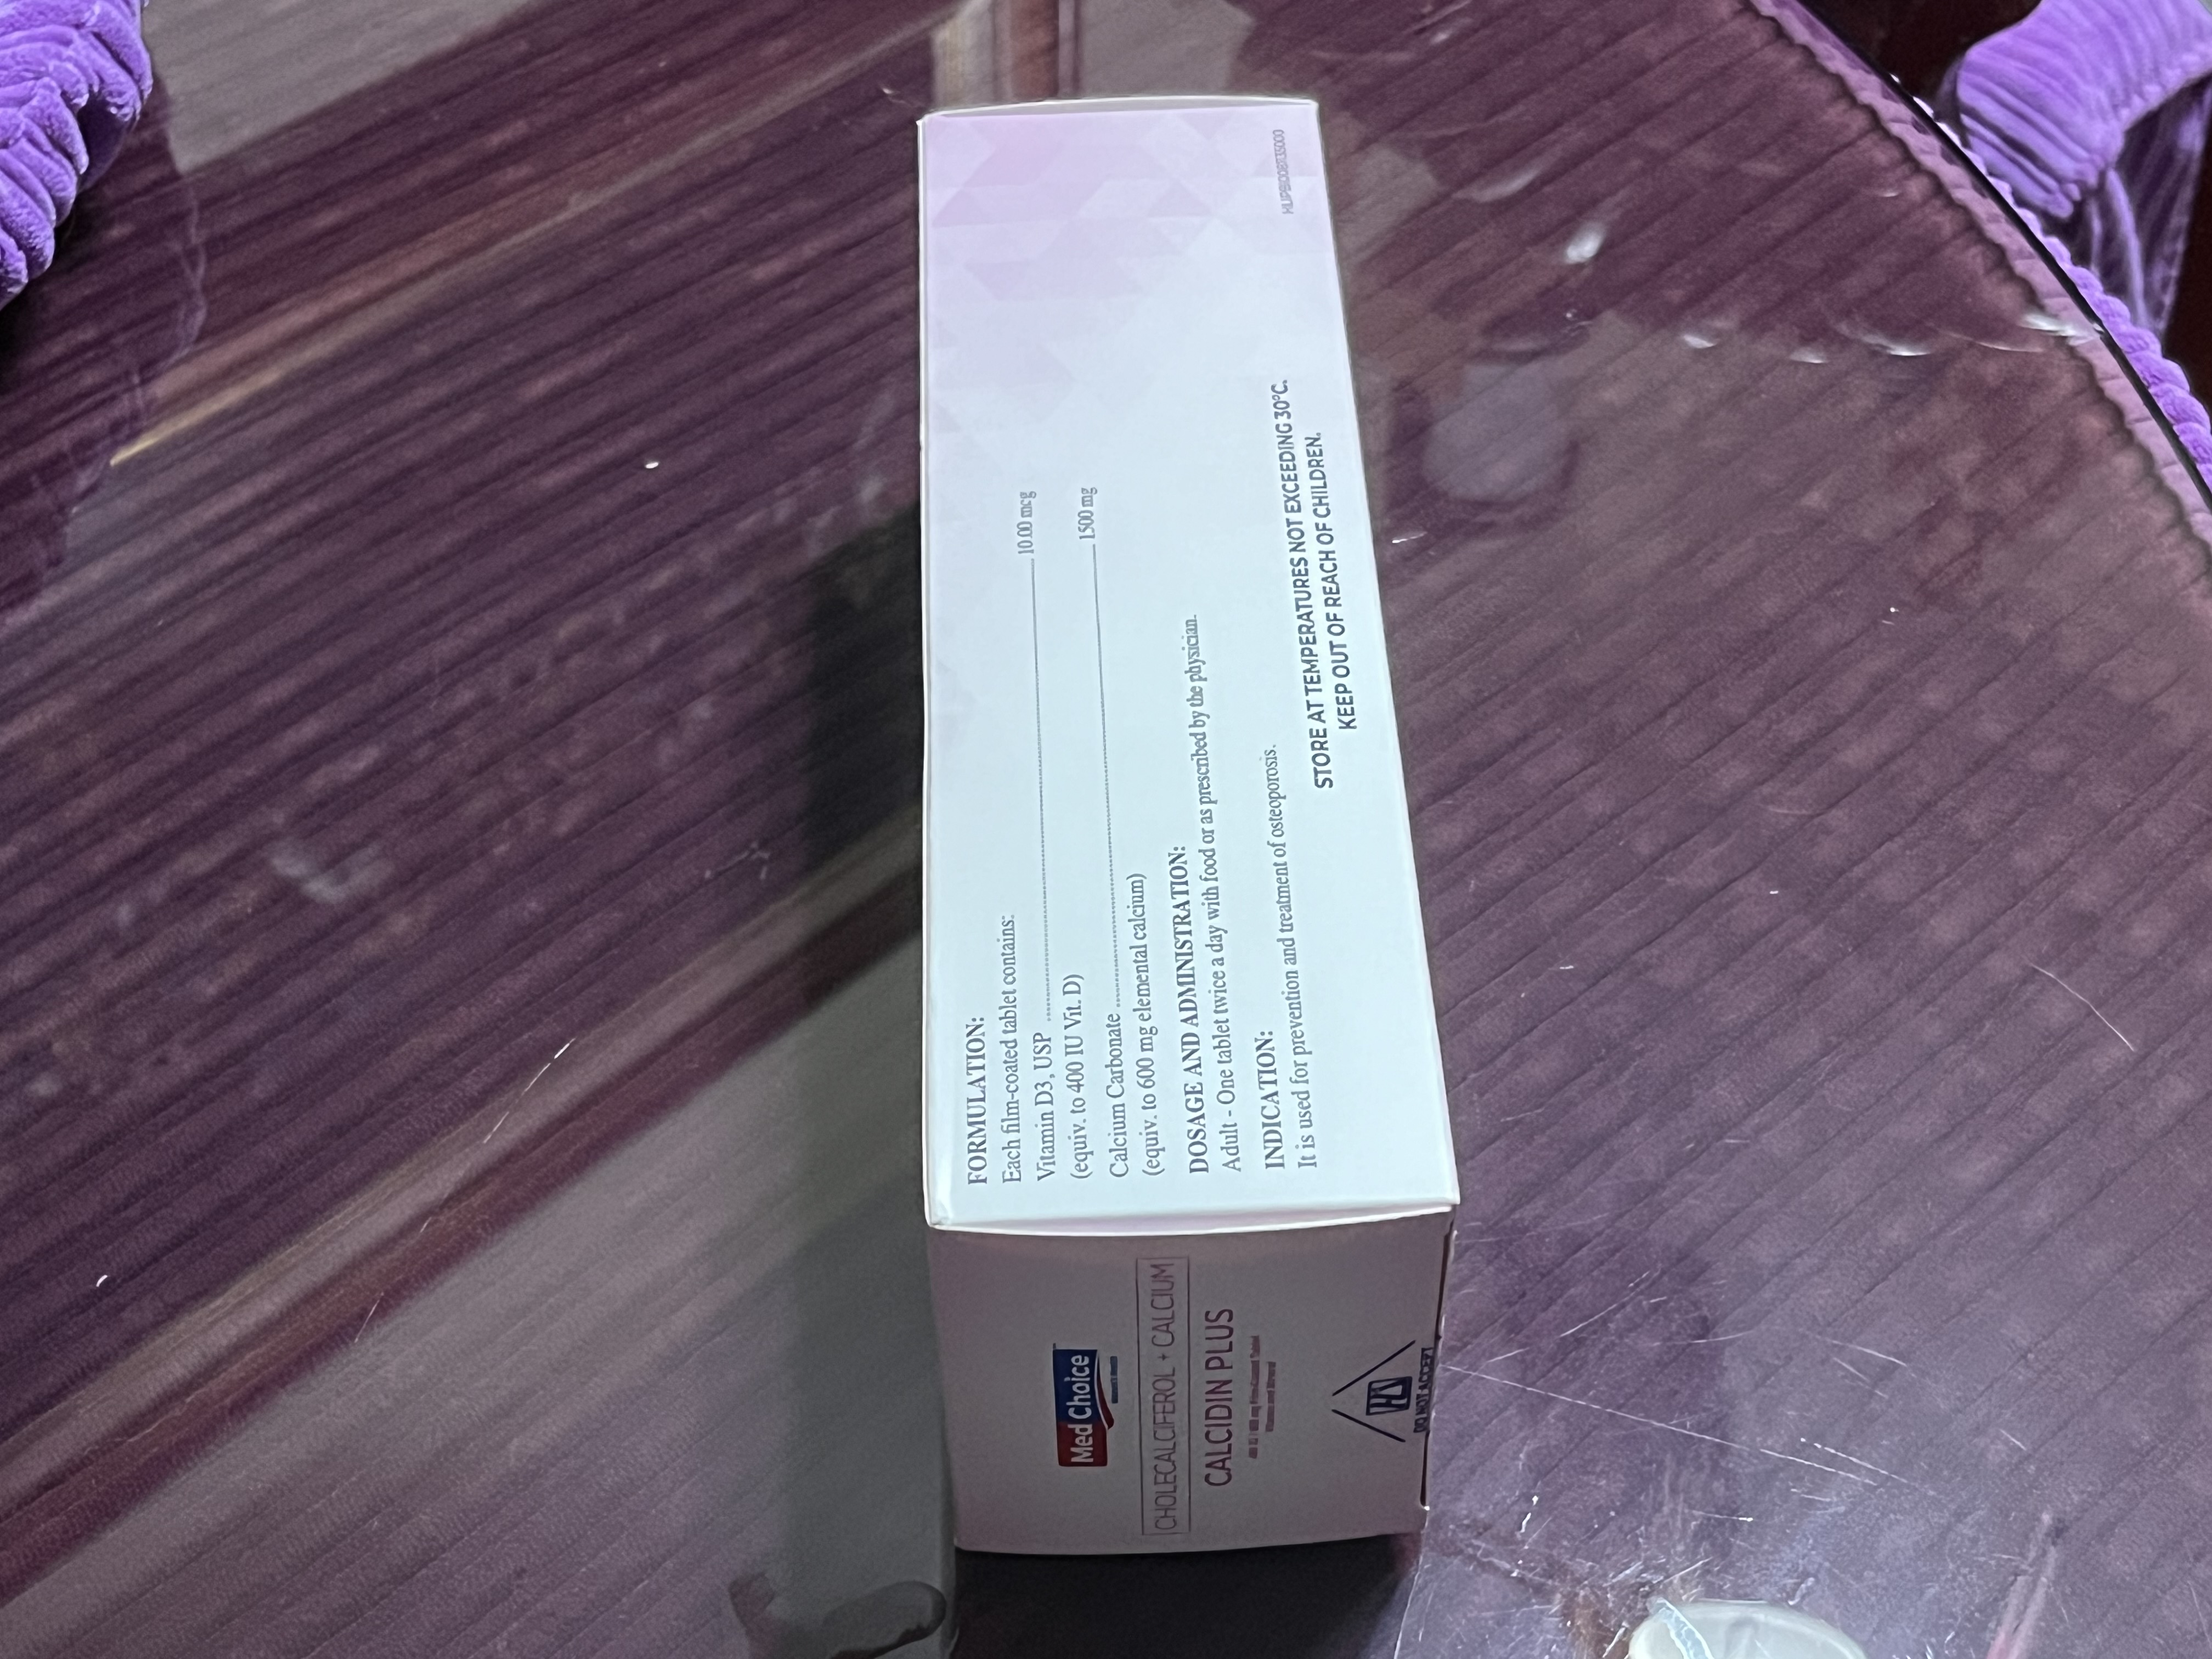 FORMULATION:
Each film-coated tablet contains:
Vitamin D3, USP 10.00 mcg
(equiv. to 400 IU Vit. D)
Calcium Carbonate 1500 mg
(equiv. to 600 mg elemental calcium)
DOSAGE AND ADMINISTRATION:
Adult - One tablet twice a day with food or as prescribed by the physician.
INDICATION:
It is used for prevention and treatment of osteoporosis.
STORE AT TEMPERATURES NOT EXCEEDING 30°C.
KEEP OUT OF REACH OF CHILDREN.
Med Choice
CHOLECALCIFEROL + CALCIUM
CALCIDIN PLUS
DO NOT ACCEPT